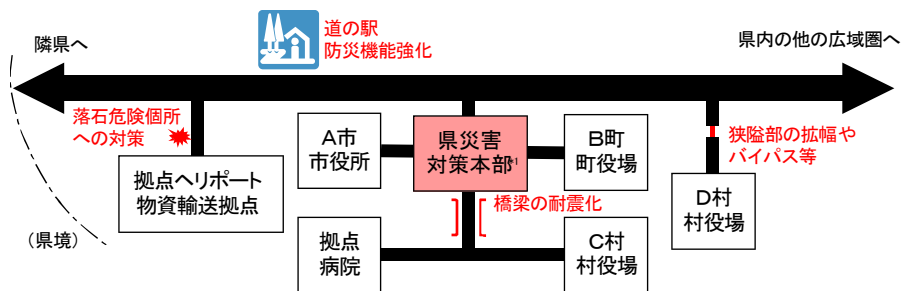 道の駅
防災機能強化
隣県へ
県内の他の広域圏へ
落石危険個所
への対策
A市
市役所
県災害
対策本部※1
B町
町役場
狭隘部の拡幅や
バイパス等
拠点ヘリポート
物資輸送拠点
橋梁の耐震化
D村
村役場
(県境)
拠点
病院
C村
村役場